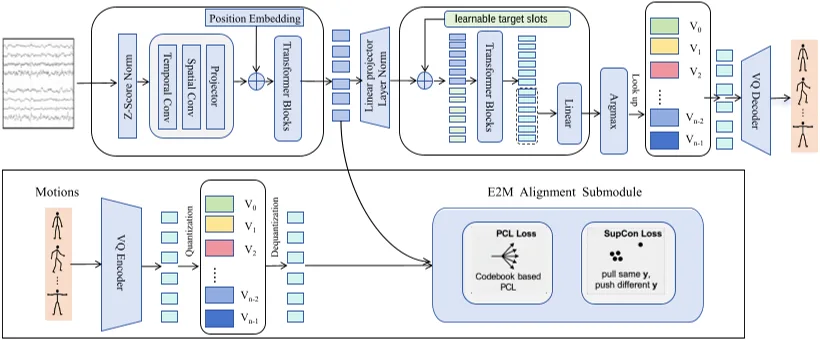 Position Embedding
learnable target slots
Z-Score Norm
Temporal Conv
Spatial Conv
Projector
Transformer Blocks
Linear projector
Layer Norm
Transformer Blocks
Linear
Argmax
Look up
V0
V1
V2
...
Vn-2
Vn-1
VQ Decoder
...
Motions
...
VQ Encoder
Quantization
V0
V1
V2
...
Vn-2
Vn-1
Dequantization
E2M Alignment Submodule
PCL Loss
Codebook based
PCL
SupCon Loss
pull same y,
push different y